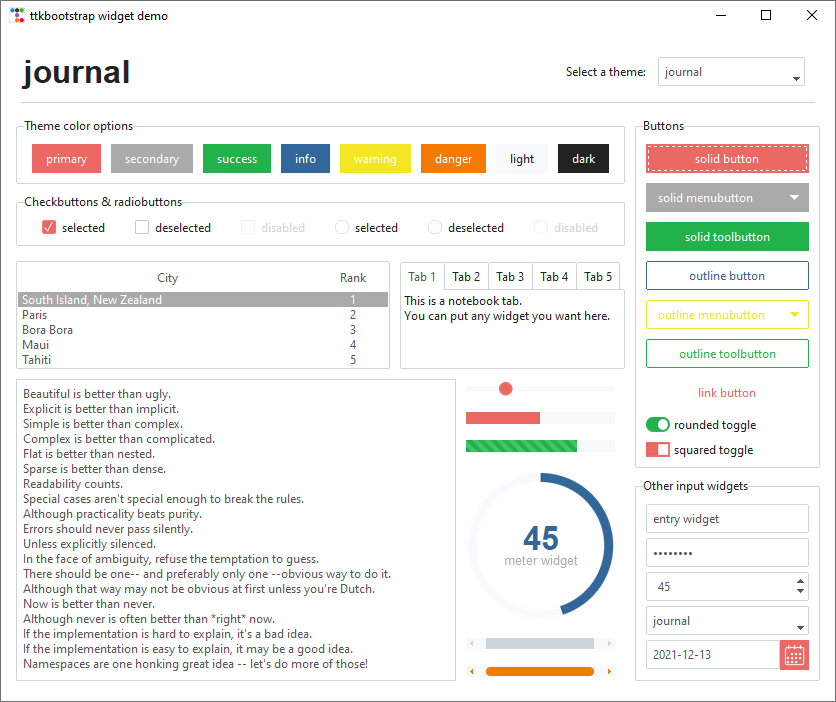 ttkbootstrap widget demo
journal
Select a theme: journal
Theme color options
primary secondary success info warning danger light dark
Checkbuttons & radiobuttons
selected deselected disabled selected deselected disabled
City Rank
South Island, New Zealand 1
Paris 2
Bora Bora 3
Maui 4
Tahiti 5
Tab 1 Tab 2 Tab 3 Tab 4 Tab 5
This is a notebook tab.
You can put any widget you want here.
Beautiful is better than ugly.
Explicit is better than implicit.
Simple is better than complex.
Complex is better than complicated.
Flat is better than nested.
Sparse is better than dense.
Readability counts.
Special cases aren't special enough to break the rules.
Although practicality beats purity.
Errors should never pass silently.
Unless explicitly silenced.
In the face of ambiguity, refuse the temptation to guess.
There should be one-- and preferably only one --obvious way to do it.
Although that way may not be obvious at first unless you're Dutch.
Now is better than never.
Although never is often better than *right* now.
If the implementation is hard to explain, it's a bad idea.
If the implementation is easy to explain, it may be a good idea.
Namespaces are one honking great idea -- let's do more of those!
45
meter widget
Buttons
solid button
solid menubutton
solid toolbutton
outline button
outline menubutton
outline toolbutton
link button
rounded toggle
squared toggle
Other input widgets
entry widget
••••••••
45
journal
2021-12-13